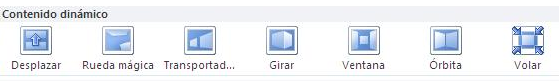 Contenido dinámico
Desplazar Rueda mágica Transportad... Girar Ventana Órbita Volar